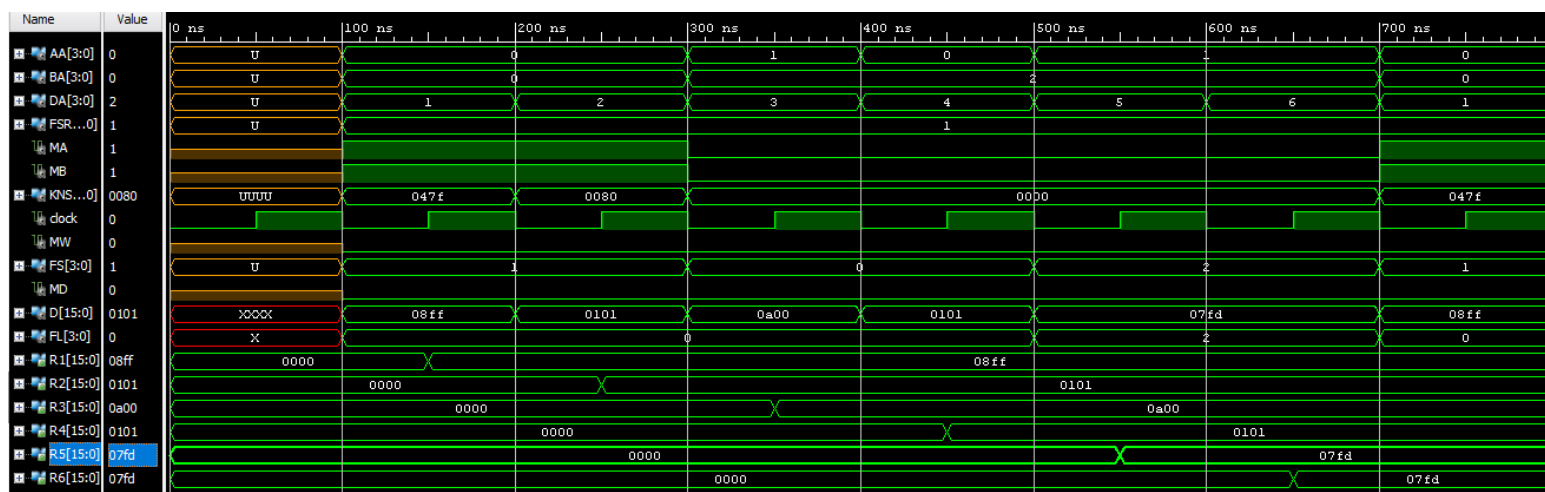 Name Value 0 ns 100 ns 200 ns 300 ns 400 ns 500 ns 600 ns 700 ns
AA[3:0] 0 U 0 1 0 1 0
BA[3:0] 0 U 0 2 0
DA[3:0] 2 U 1 2 3 4 5 6 1
FSR...0] 1 U 1
MA 1
MB 1
KNS...0] 0080 UUUU 047f 0080 0000 047f
clock 0
MW 0
FS[3:0] 1 U 1 0 2 1
MD 0
D[15:0] 0101 XXXX 08ff 0101 0a00 0101 07fd 08ff
FL[3:0] 0 X 0 2 0
R1[15:0] 08ff 0000 08ff
R2[15:0] 0101 0000 0101
R3[15:0] 0a00 0000 0a00
R4[15:0] 0101 0000 0101
R5[15:0] 07fd 0000 07fd
R6[15:0] 07fd 0000 07fd